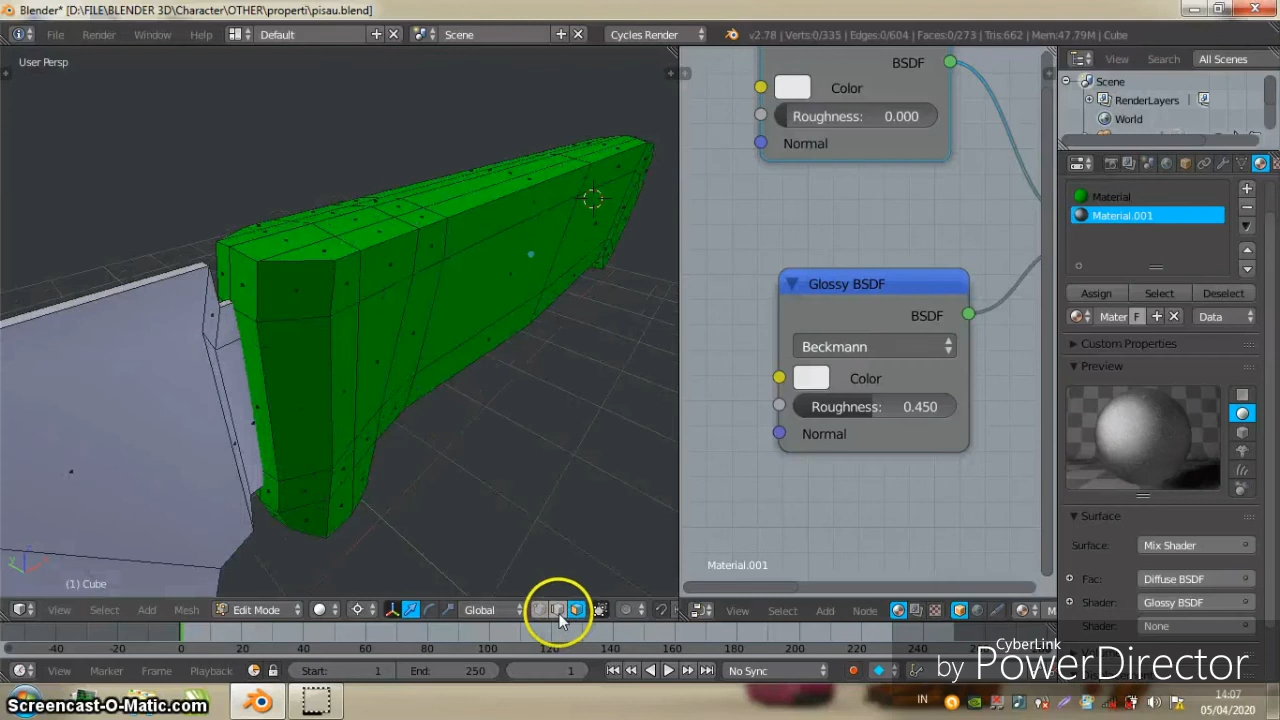 Blender* [D:\FILE\BLENDER 3D\Character\OTHER\properti\pisau.blend]
File Render Window Help Default Scene Cycles Render v2.78 | Verts:0/335 | Edges:0/604 | Faces:0/273 | Tris:662 | Mem:47.79M | Cube
User Persp
BSDF
Color
Roughness: 0.000
Normal
Glossy BSDF
BSDF
Beckmann
Color
Roughness: 0.450
Normal
Material.001
View Search All Scenes
Scene
RenderLayers
World
Material
Material.001
Assign Select Deselect
Mater F Data
Custom Properties
Preview
Surface
Surface: Mix Shader
Fac: Diffuse BSDF
Shader: Glossy BSDF
Shader: None
(1) Cube
View Select Add Mesh Edit Mode Global View Select Add Node M
-40 -20 0 20 40 60 80 100 120 140 160 180 200 220 240 260
View Marker Frame Playback Start: 1 End: 250 1 No Sync
CyberLink
by PowerDirector
Screencast-O-Matic.com
IN
14:07
05/04/2020